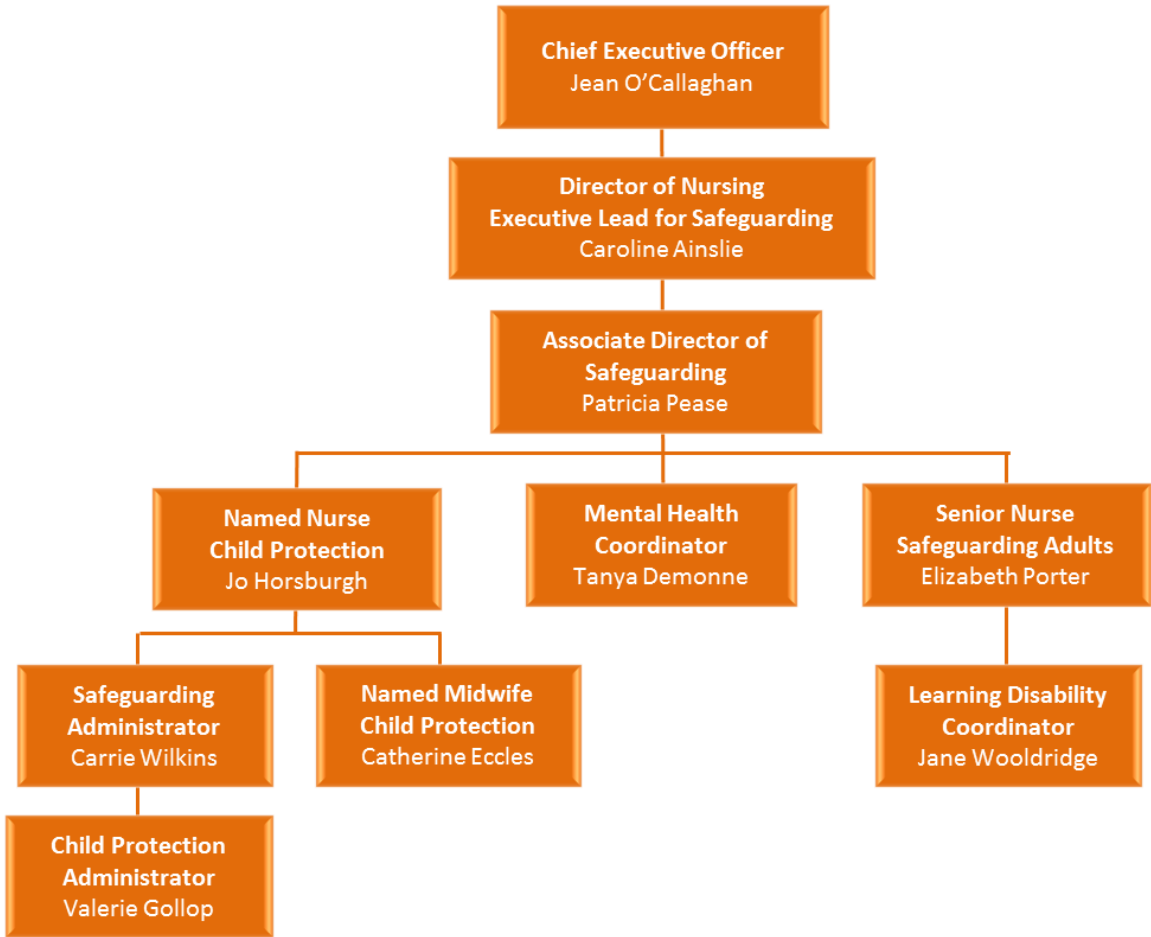 Chief Executive Officer
Jean O’Callaghan
Director of Nursing
Executive Lead for Safeguarding
Caroline Ainslie
Associate Director of
Safeguarding
Patricia Pease
Named Nurse
Child Protection
Jo Horsburgh
Mental Health
Coordinator
Tanya Demonne
Senior Nurse
Safeguarding Adults
Elizabeth Porter
Safeguarding
Administrator
Carrie Wilkins
Named Midwife
Child Protection
Catherine Eccles
Learning Disability
Coordinator
Jane Wooldridge
Child Protection
Administrator
Valerie Gollop